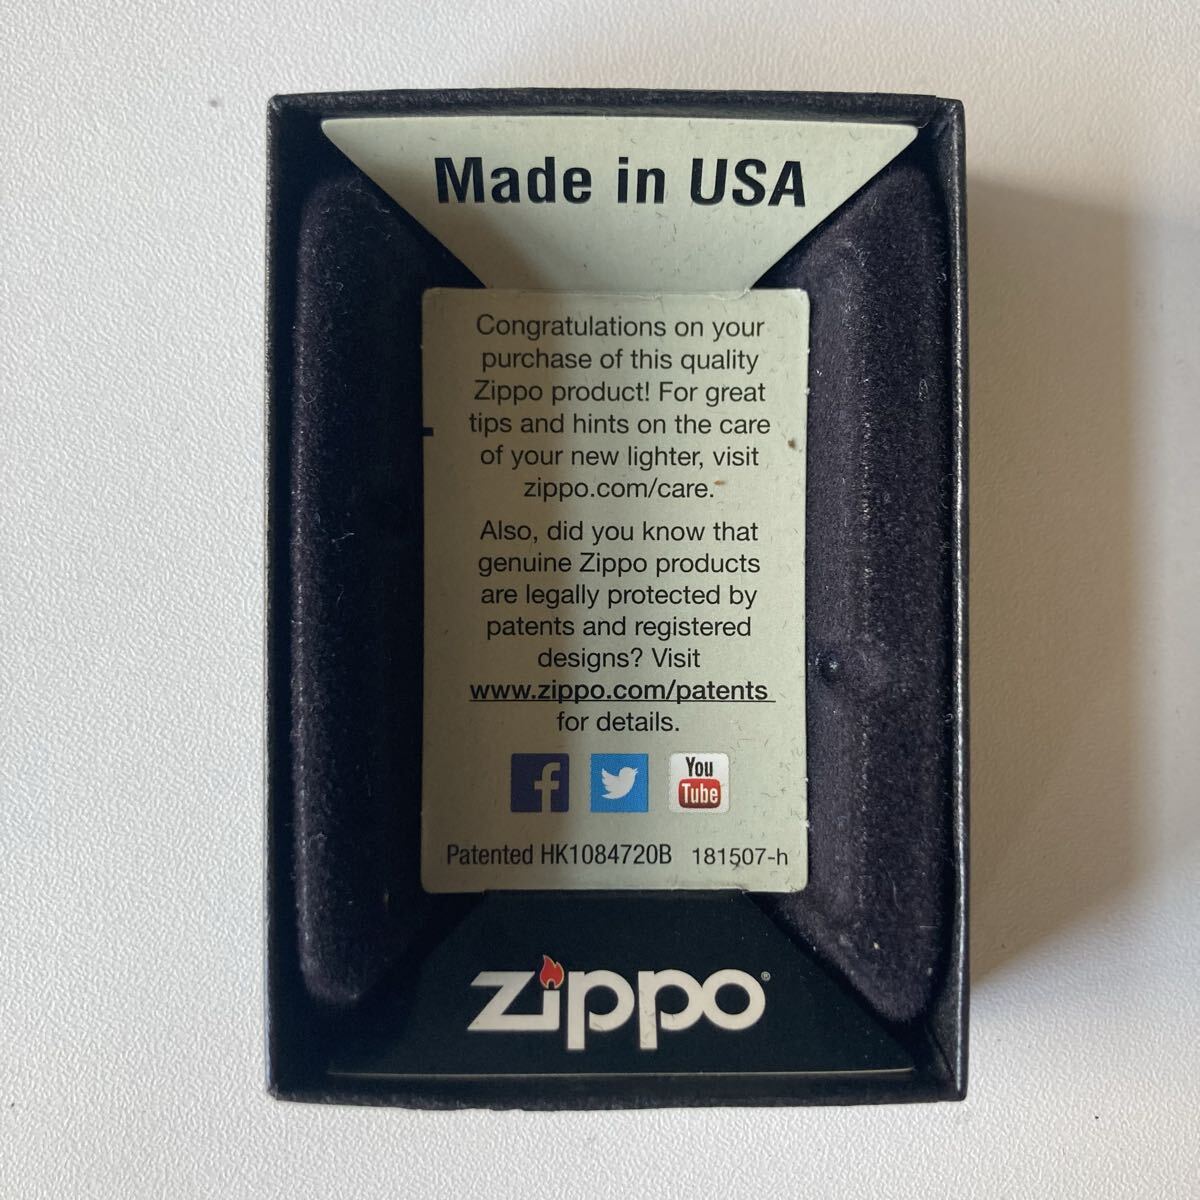 Made in USA
Congratulations on your
purchase of this quality
Zippo product! For great
tips and hints on the care
of your new lighter, visit
zippo.com/care.
Also, did you know that
genuine Zippo products
are legally protected by
patents and registered
designs? Visit
www.zippo.com/patents
for details.
f
You
Tube
Patented HK1084720B 181507-h
zippo®